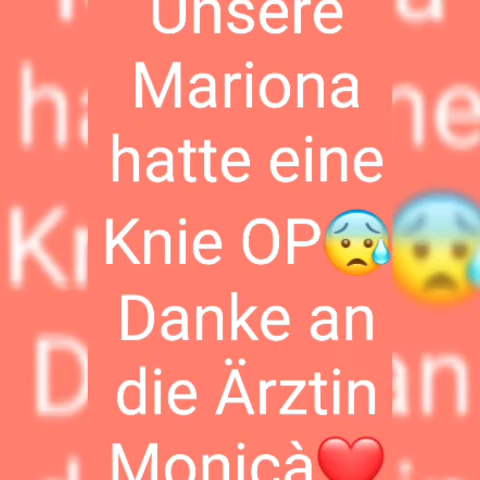 Unsere
Mariona
hatte eine
Knie OP😰
Danke an
die Ärztin
Monicà❤️